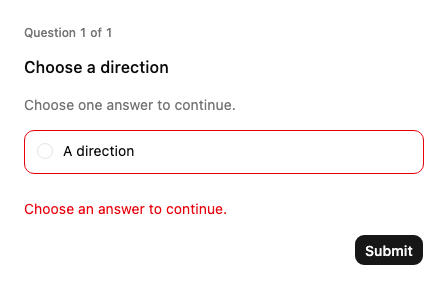 Question 1 of 1
Choose a direction
Choose one answer to continue.
A direction
Choose an answer to continue.
Submit